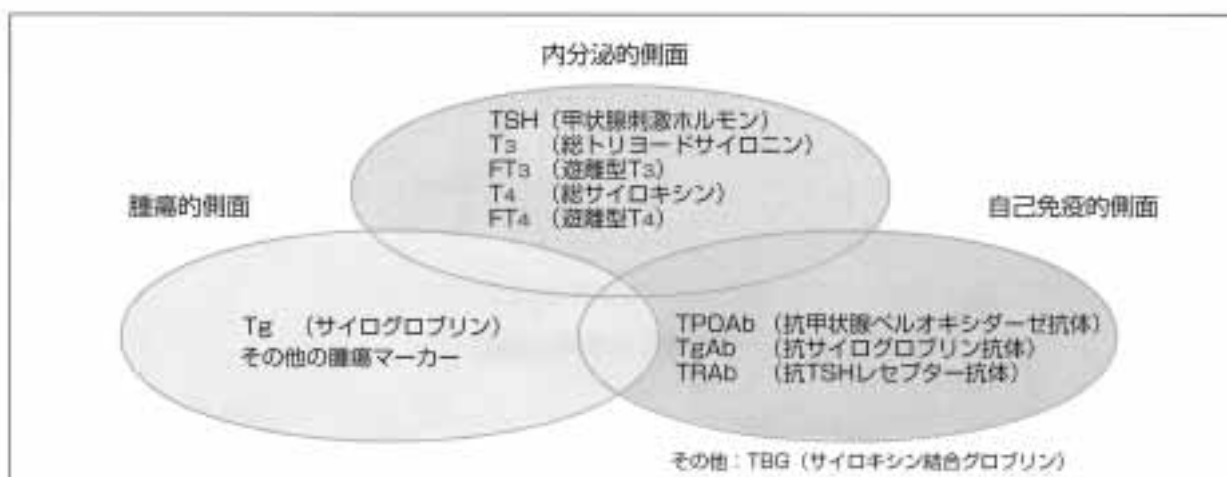 内分泌的側面
TSH（甲状腺刺激ホルモン）
T3　（総トリヨードサイロニン）
FT3　（遊離型T3）
T4　（総サイロキシン）
FT4　（遊離型T4）
腫瘍的側面
自己免疫的側面
Tg　（サイログロブリン）
その他の腫瘍マーカー
TPOAb（抗甲状腺ペルオキシダーゼ抗体）
TgAb　（抗サイログロブリン抗体）
TRAb　（抗TSHレセプター抗体）
その他：TBG（サイロキシン結合グロブリン）